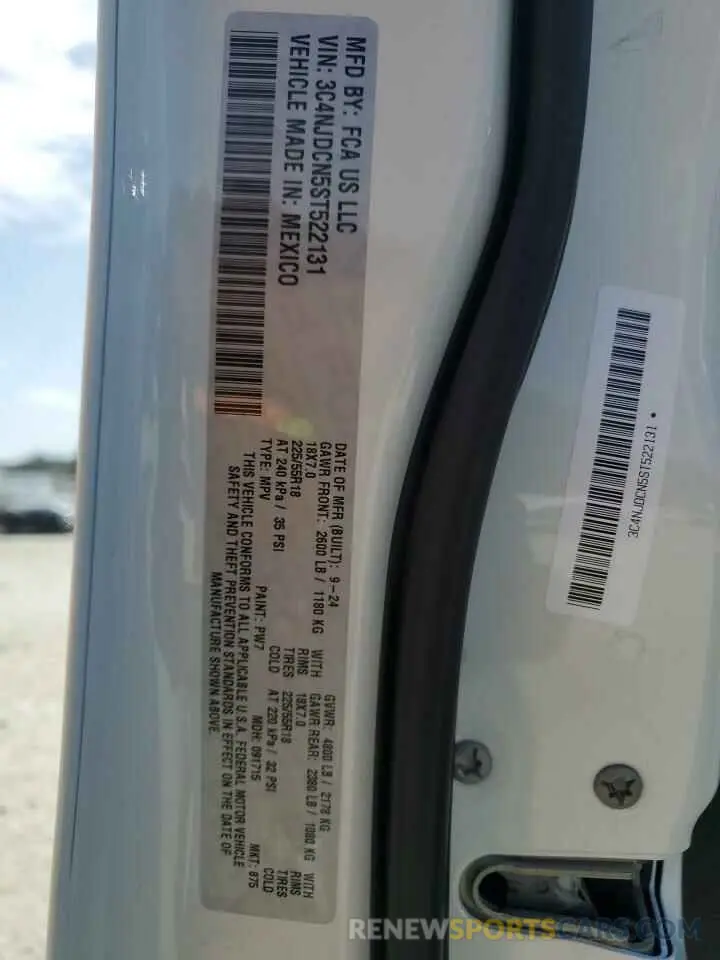 MFD BY: FCA US LLC
VIN: 3C4NJDCN5ST522131
VEHICLE MADE IN: MEXICO
DATE OF MFR (BUILT): 9-24 GVWR: 4800 LB / 2178 KG
GAWR FRONT: 2600 LB / 1180 KG WITH GAWR REAR: 2380 LB / 1080 KG WITH
18X7.0 RIMS 18X7.0 RIMS
225/55R18 TIRES 225/55R18 TIRES
AT 240 kPa / 35 PSI COLD AT 220 kPa / 32 PSI COLD
TYPE: MPV PAINT: PW7 MDH: 091715 MKT: 875
THIS VEHICLE CONFORMS TO ALL APPLICABLE U.S.A. FEDERAL MOTOR VEHICLE
SAFETY AND THEFT PREVENTION STANDARDS IN EFFECT ON THE DATE OF
MANUFACTURE SHOWN ABOVE.
3C4NJDCN5ST522131
RENEWSPORTSCARS.COM